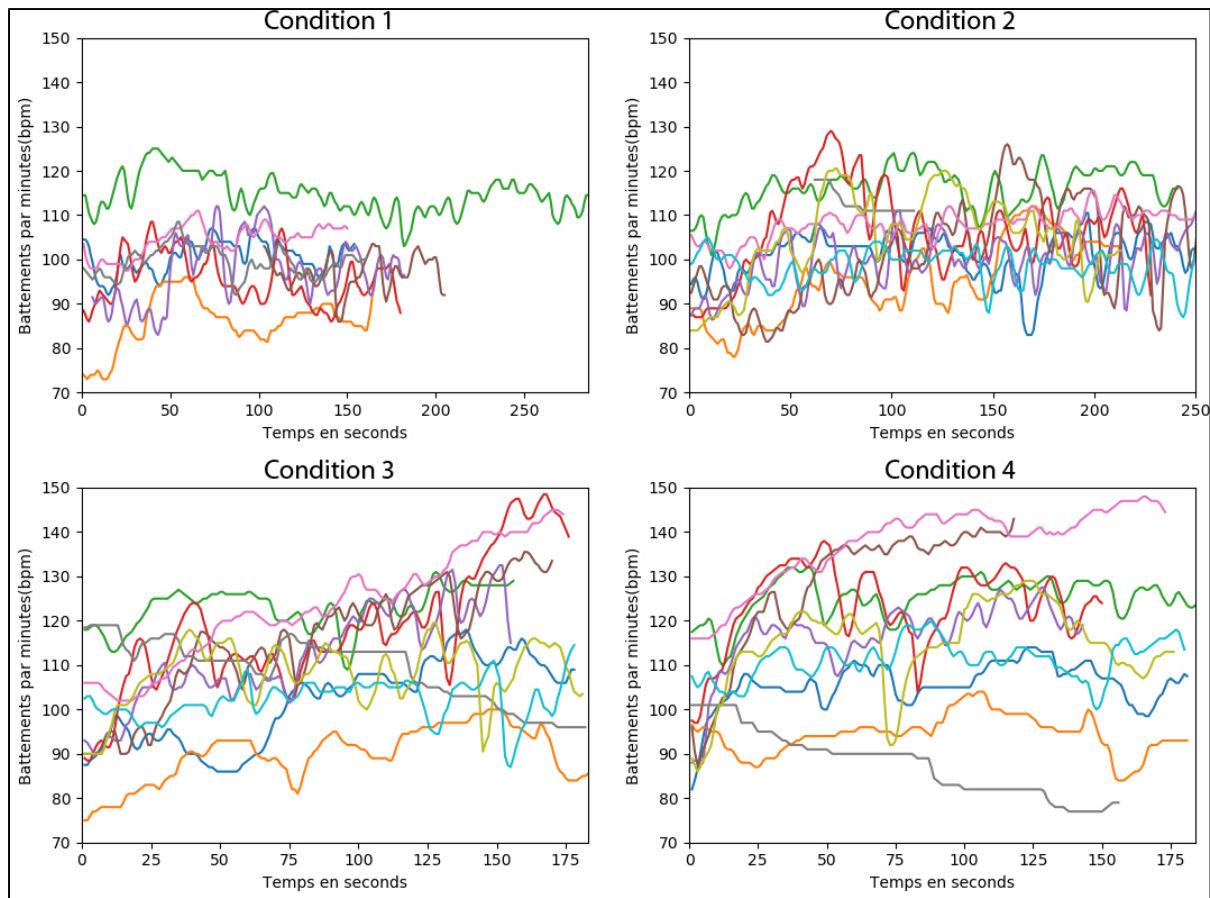 Condition 1
150
140
130
120
110
100
90
80
70
Battements par minutes(bpm)
0 50 100 150 200 250
Temps en seconds
Condition 2
150
140
130
120
110
100
90
80
70
Battements par minutes(bpm)
0 50 100 150 200 250
Temps en seconds
Condition 3
150
140
130
120
110
100
90
80
70
Battements par minutes(bpm)
0 25 50 75 100 125 150 175
Temps en seconds
Condition 4
150
140
130
120
110
100
90
80
70
Battements par minutes(bpm)
0 25 50 75 100 125 150 175
Temps en seconds